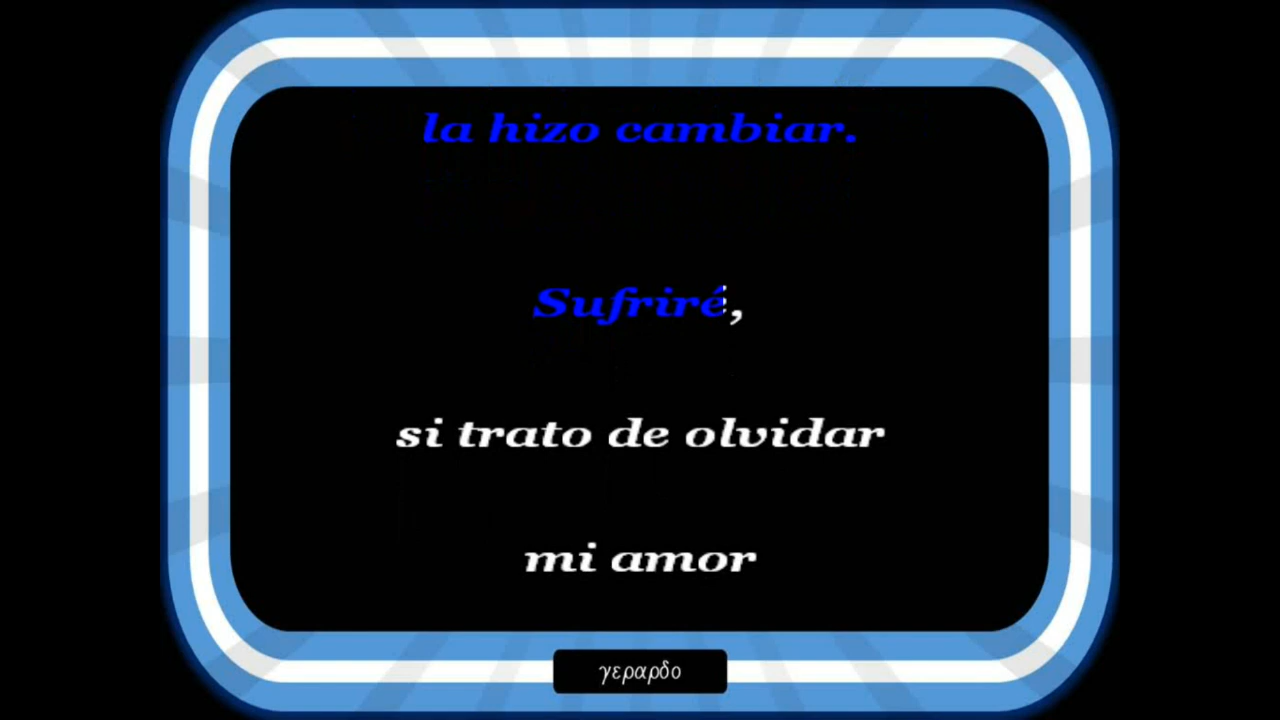 la hizo cambiar.
Sufriré,
si trato de olvidar
mi amor
γεραρδο